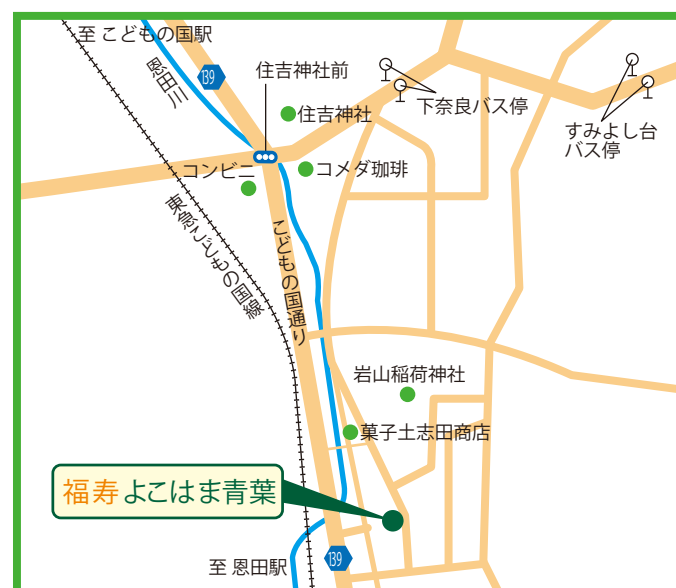 至 こどもの国駅
恩田川
139
住吉神社前
住吉神社
下奈良バス停
すみよし台
バス停
コンビニ
コメダ珈琲
東急こどもの国線
こどもの国通り
岩山稲荷神社
菓子土志田商店
福寿よこはま青葉
至 恩田駅
139